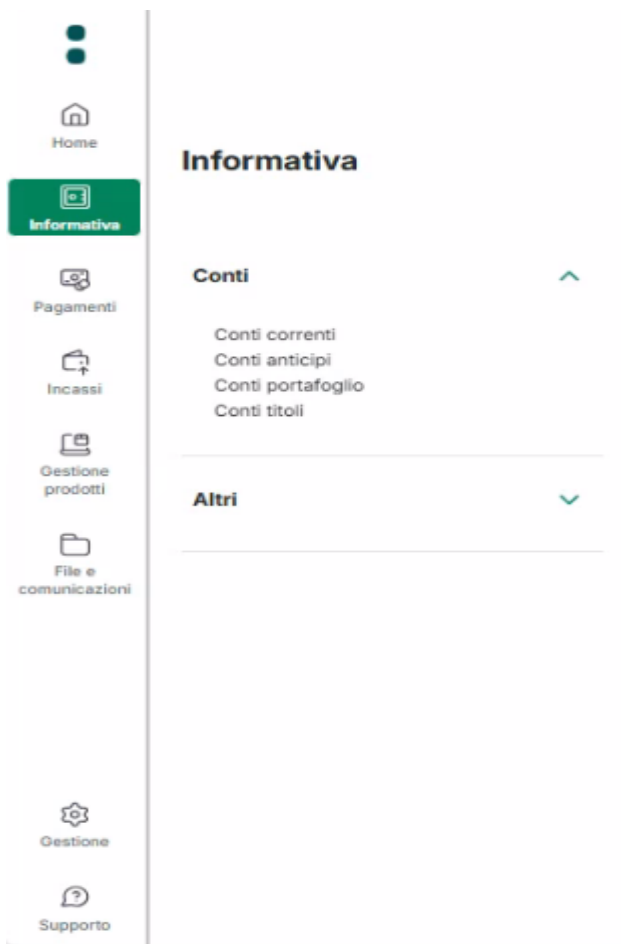 Home
Informativa
Pagamenti
Incassi
Gestione
prodotti
File e
comunicazioni
Gestione
Supporto
Informativa
Conti
Conti correnti
Conti anticipi
Conti portafoglio
Conti titoli
Altri